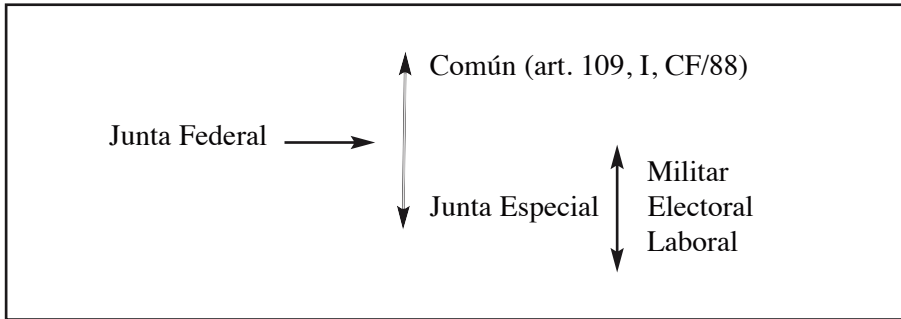 Común (art. 109, I, CF/88)
Junta Federal
Junta Especial
Militar
Electoral
Laboral